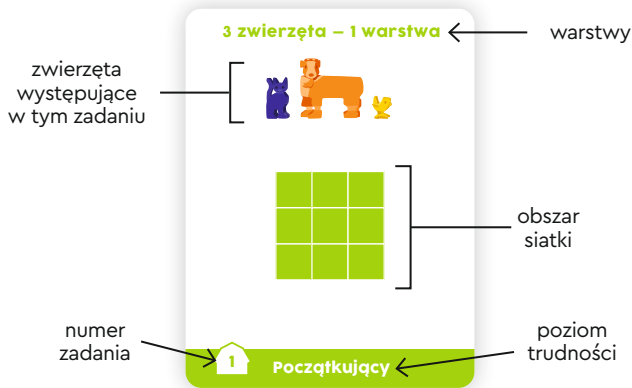 3 zwierzęta – 1 warstwa
warstwy
zwierzęta
występujące
w tym zadaniu
obszar
siatki
numer
zadania
1
Początkujący
poziom
trudności